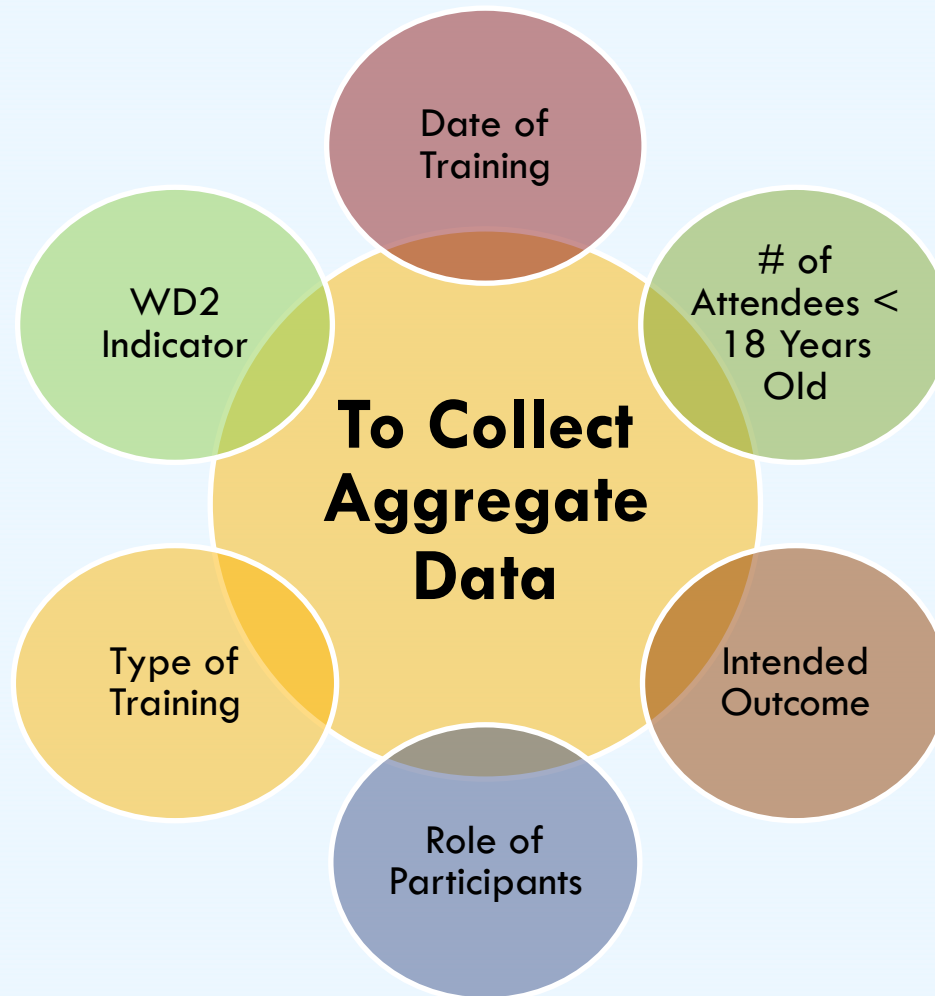 Date of
Training
# of
Attendees <
18 Years
Old
WD2
Indicator
To Collect
Aggregate
Data
Type of
Training
Intended
Outcome
Role of
Participants